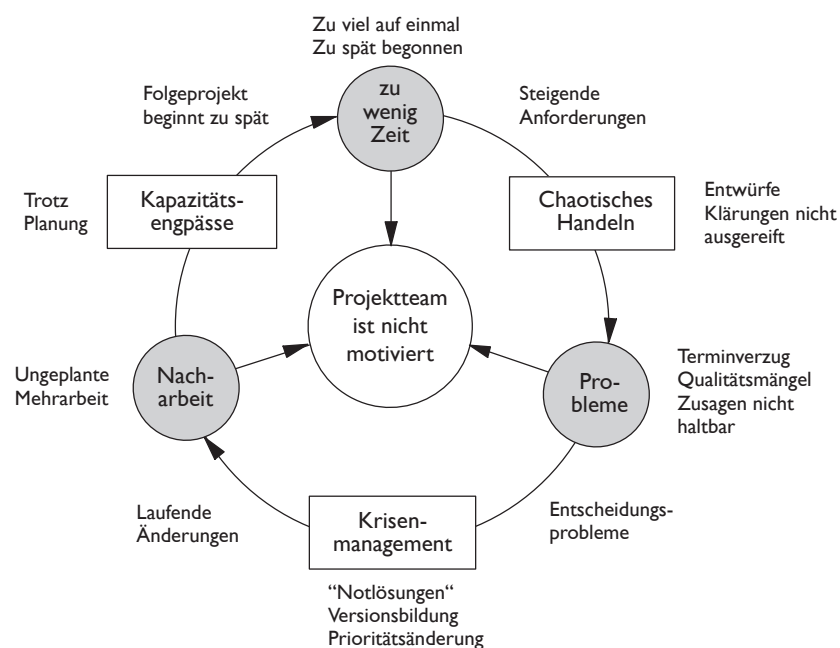 Zu viel auf einmal
Zu spät begonnen
zu
wenig
Zeit
Folgeprojekt
beginnt zu spät
Steigende
Anforderungen
Trotz
Planung
Kapazitäts-
engpässe
Chaotisches
Handeln
Entwürfe
Klärungen nicht
ausgereift
Projektteam
ist nicht
motiviert
Ungeplante
Mehrarbeit
Nach-
arbeit
Pro-
bleme
Terminverzug
Qualitätsmängel
Zusagen nicht
haltbar
Laufende
Änderungen
Krisen-
management
Entscheidungs-
probleme
“Notlösungen“
Versionsbildung
Prioritätsänderung